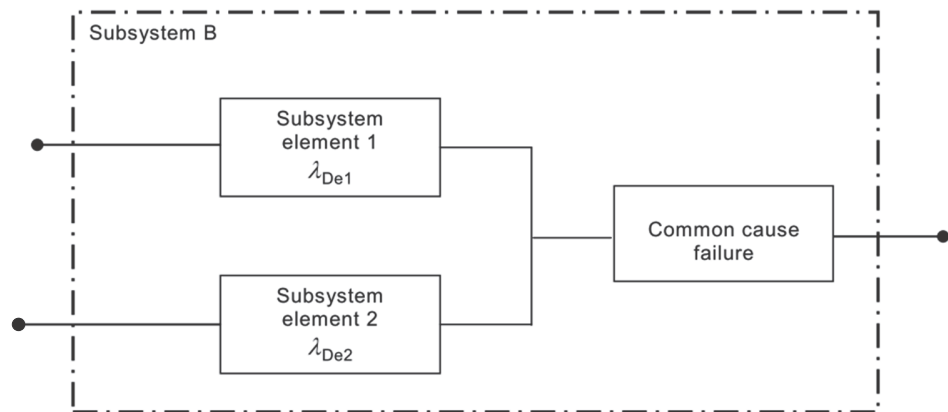 Subsystem B
Subsystem
element 1
λDe1
Subsystem
element 2
λDe2
Common cause
failure